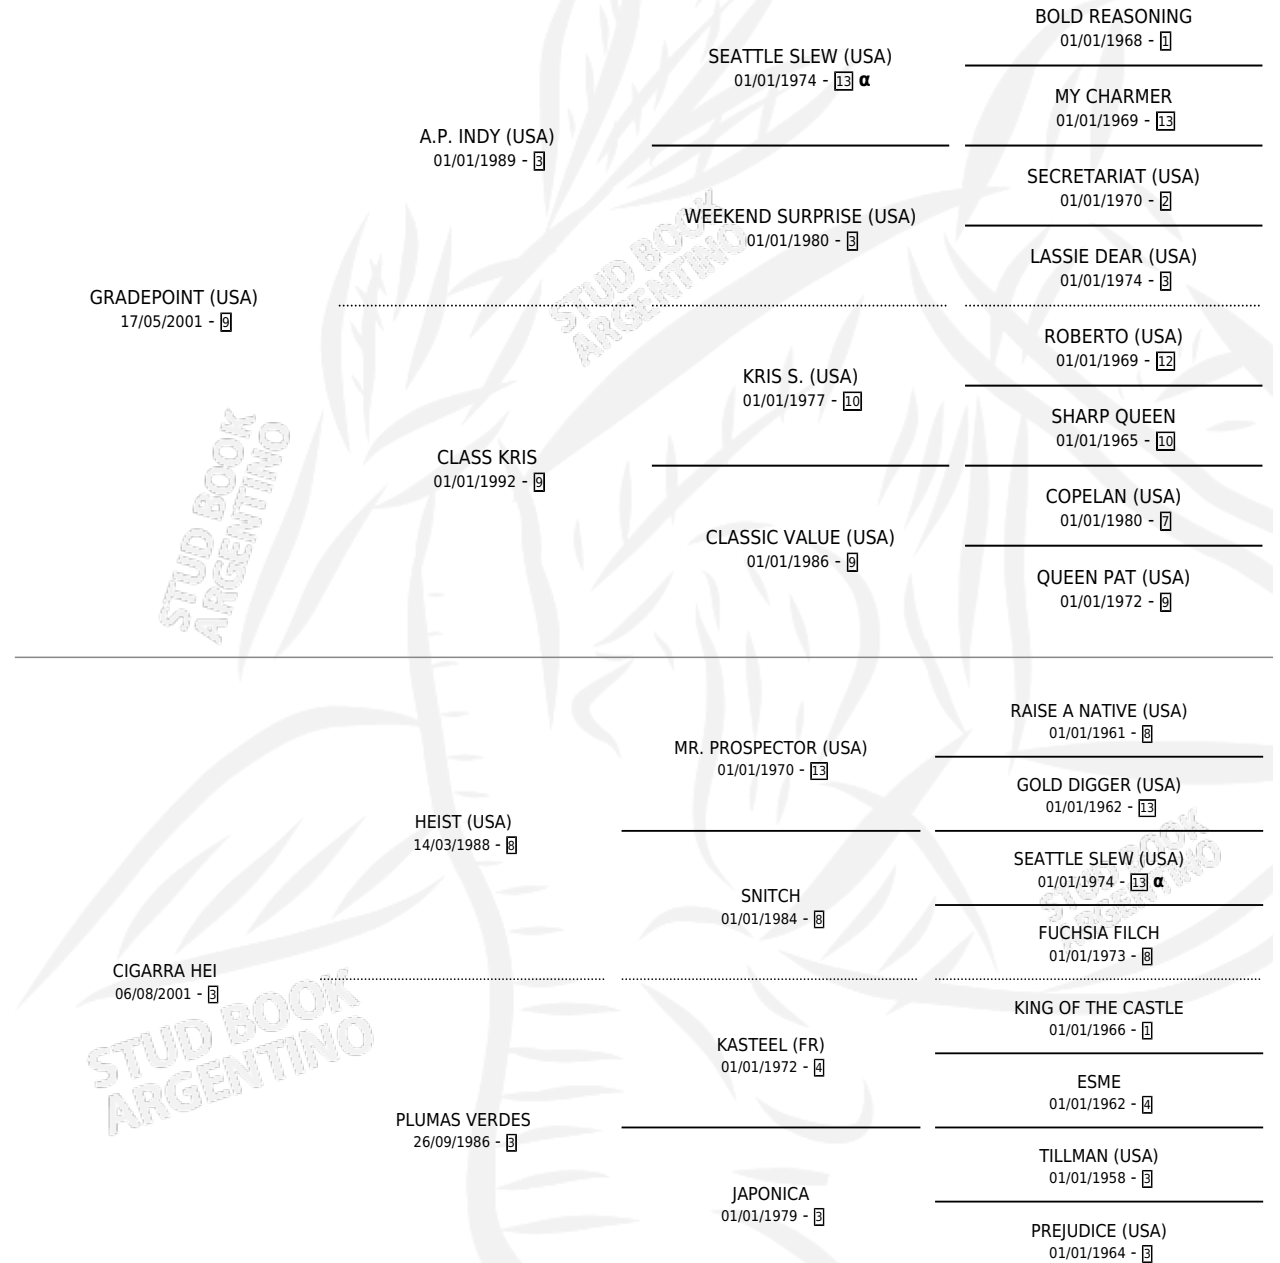 BOLD REASONING
01/01/1968 - 1
SEATTLE SLEW (USA)
01/01/1974 - 13 α
MY CHARMER
01/01/1969 - 13
A.P. INDY (USA)
01/01/1989 - 3
SECRETARIAT (USA)
01/01/1970 - 2
WEEKEND SURPRISE (USA)
01/01/1980 - 3
LASSIE DEAR (USA)
01/01/1974 - 3
GRADEPOINT (USA)
17/05/2001 - 9
ROBERTO (USA)
01/01/1969 - 12
KRIS S. (USA)
01/01/1977 - 10
SHARP QUEEN
01/01/1965 - 10
CLASS KRIS
01/01/1992 - 9
COPELAN (USA)
01/01/1980 - 7
CLASSIC VALUE (USA)
01/01/1986 - 9
QUEEN PAT (USA)
01/01/1972 - 9
RAISE A NATIVE (USA)
01/01/1961 - 8
MR. PROSPECTOR (USA)
01/01/1970 - 13
GOLD DIGGER (USA)
01/01/1962 - 13
HEIST (USA)
14/03/1988 - 8
SEATTLE SLEW (USA)
01/01/1974 - 13 α
SNITCH
01/01/1984 - 8
FUCHSIA FILCH
01/01/1973 - 8
CIGARRA HEI
06/08/2001 - 3
KING OF THE CASTLE
01/01/1966 - 1
KASTEEL (FR)
01/01/1972 - 4
ESME
01/01/1962 - 4
PLUMAS VERDES
26/09/1986 - 3
TILLMAN (USA)
01/01/1958 - 3
JAPONICA
01/01/1979 - 3
PREJUDICE (USA)
01/01/1964 - 3
STUD BOOK
ARGENTINO
STUD BOOK
ARGENTINO
STUD BOOK
ARGENTINO
STUD BOOK
ARGENTINO